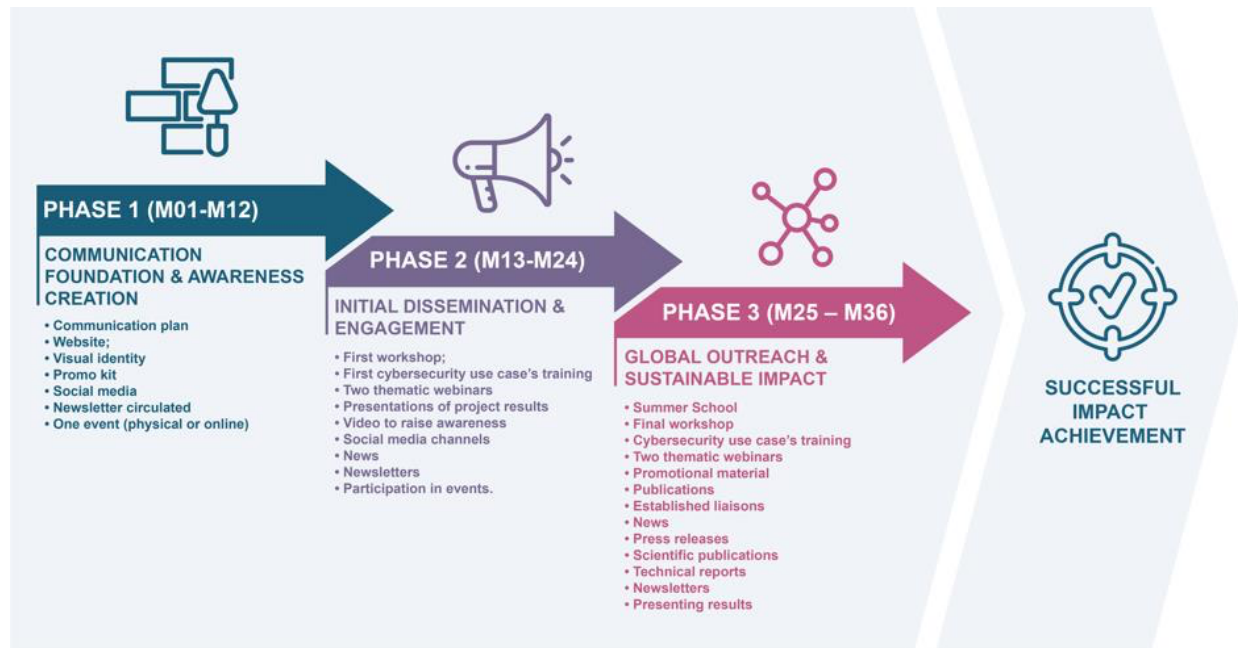 PHASE 1 (M01-M12)
COMMUNICATION
FOUNDATION & AWARENESS
CREATION
• Communication plan
• Website;
• Visual identity
• Promo kit
• Social media
• Newsletter circulated
• One event (physical or online)
PHASE 2 (M13-M24)
INITIAL DISSEMINATION &
ENGAGEMENT
• First workshop;
• First cybersecurity use case's training
• Two thematic webinars
• Presentations of project results
• Video to raise awareness
• Social media channels
• News
• Newsletters
• Participation in events.
PHASE 3 (M25 – M36)
GLOBAL OUTREACH &
SUSTAINABLE IMPACT
• Summer School
• Final workshop
• Cybersecurity use case's training
• Two thematic webinars
• Promotional material
• Publications
• Established liaisons
• News
• Press releases
• Scientific publications
• Technical reports
• Newsletters
• Presenting results
SUCCESSFUL
IMPACT
ACHIEVEMENT